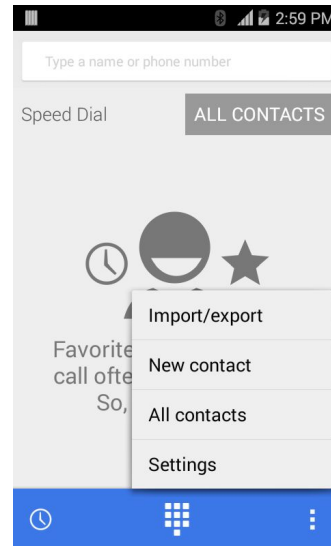 2:59 PM
Type a name or phone number
Speed Dial
ALL CONTACTS
Favorite
call ofte
So,
Import/export
New contact
All contacts
Settings